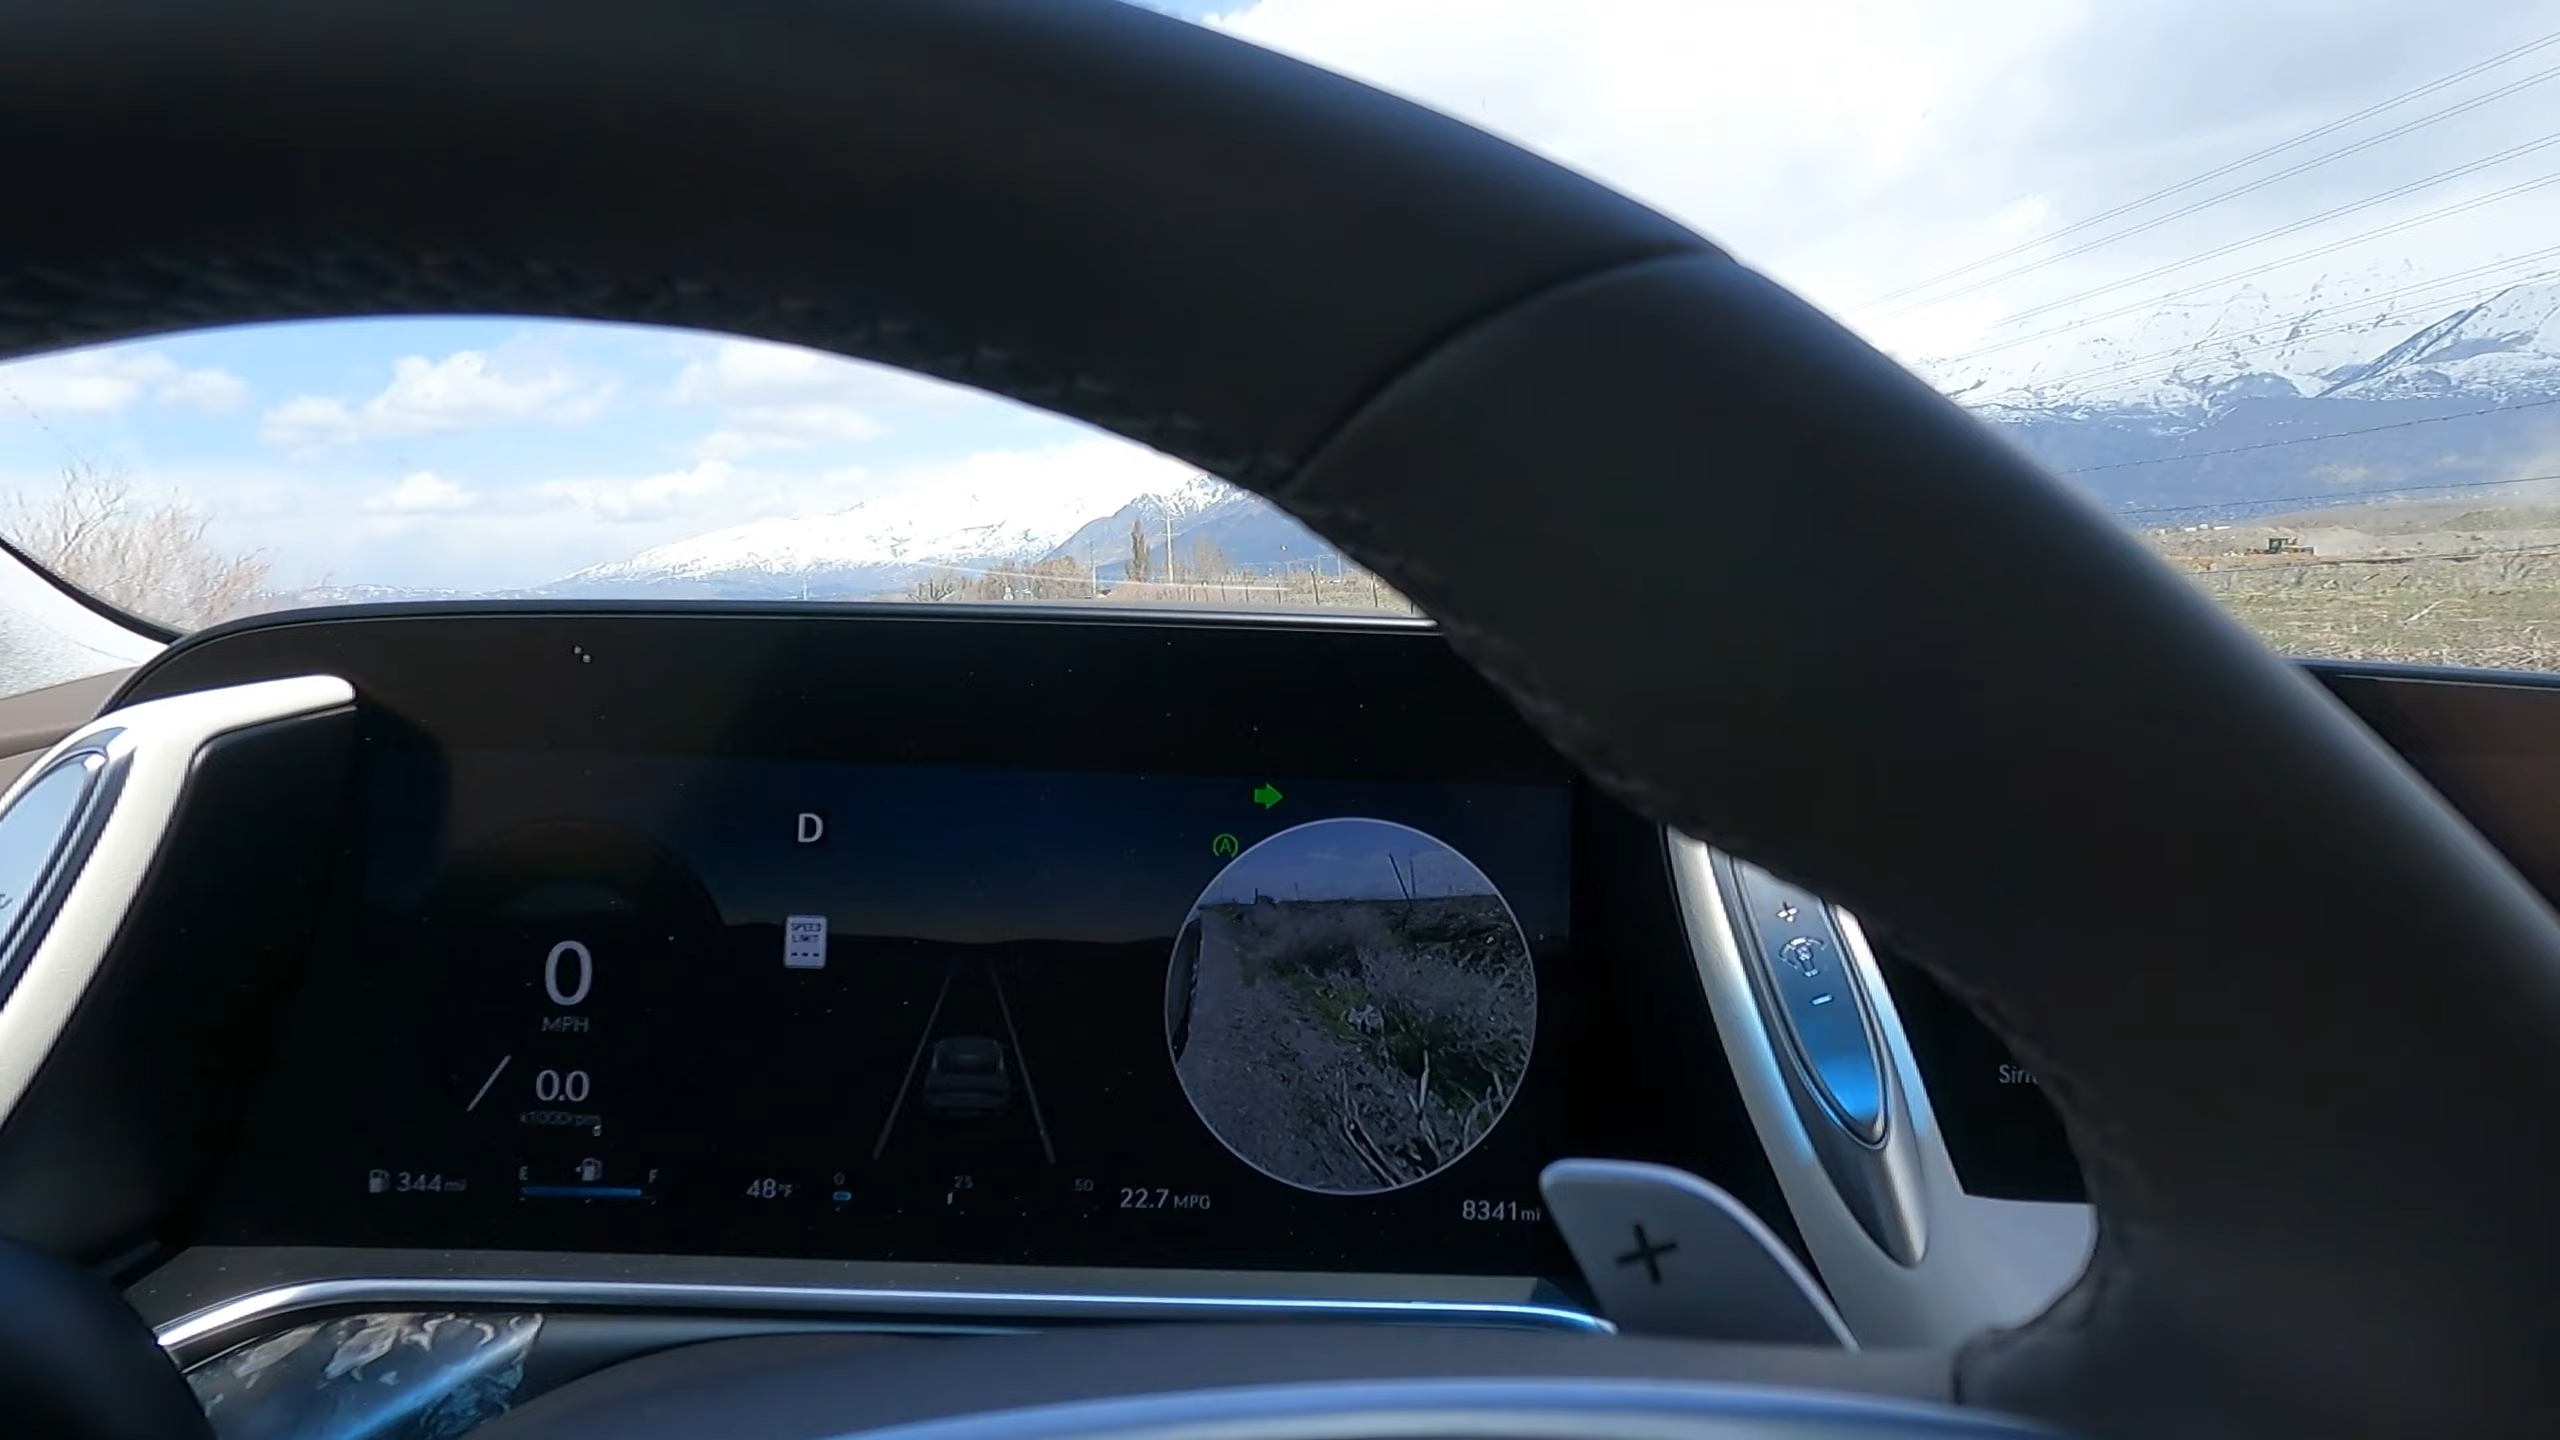 D
A
SPEED
LIMIT
---
0
MPH
0.0
x1000rpm
344mi
E F
48°F
0 25 50
22.7 MPG
8341mi
+
-
+